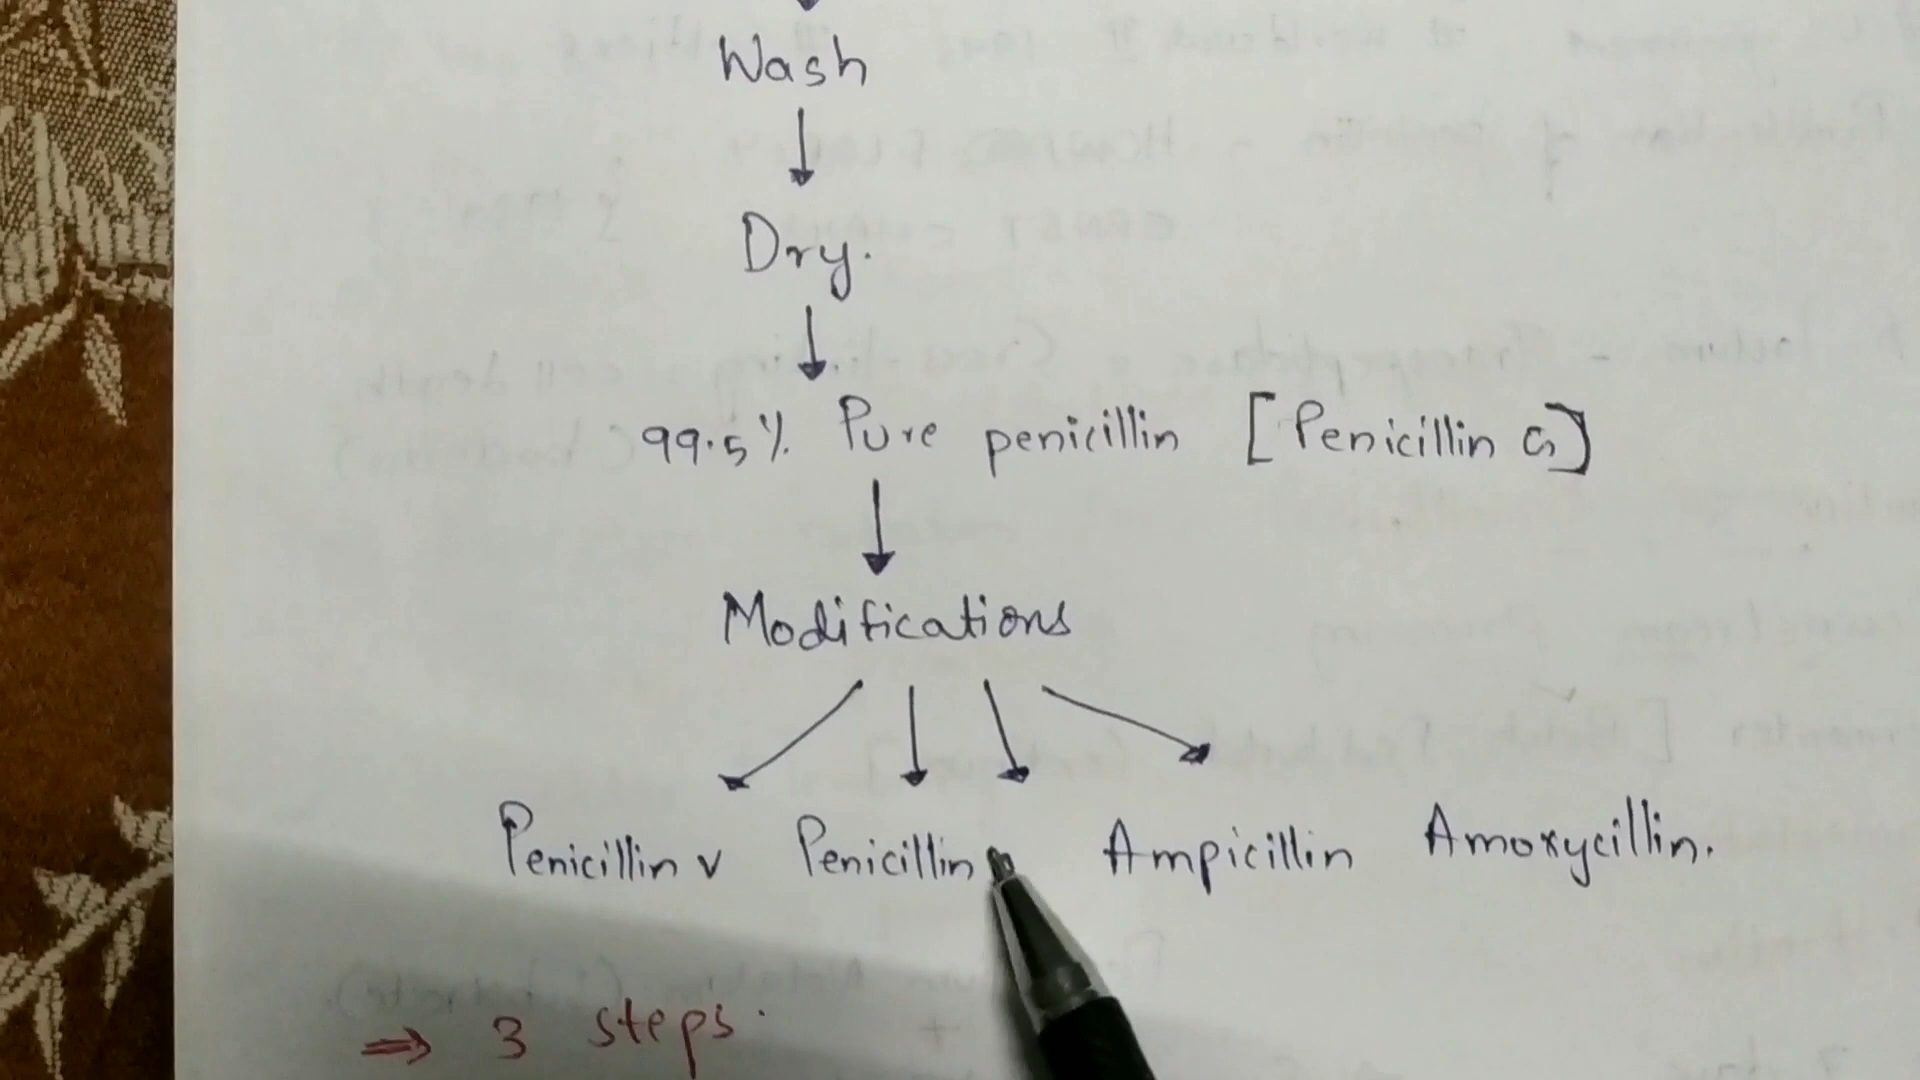 Wash
Dry.
99.5% Pure penicillin [Penicillin G]
Modifications
Penicillin V Penicillin Ampicillin Amoxycillin.
⇒ 3 steps.